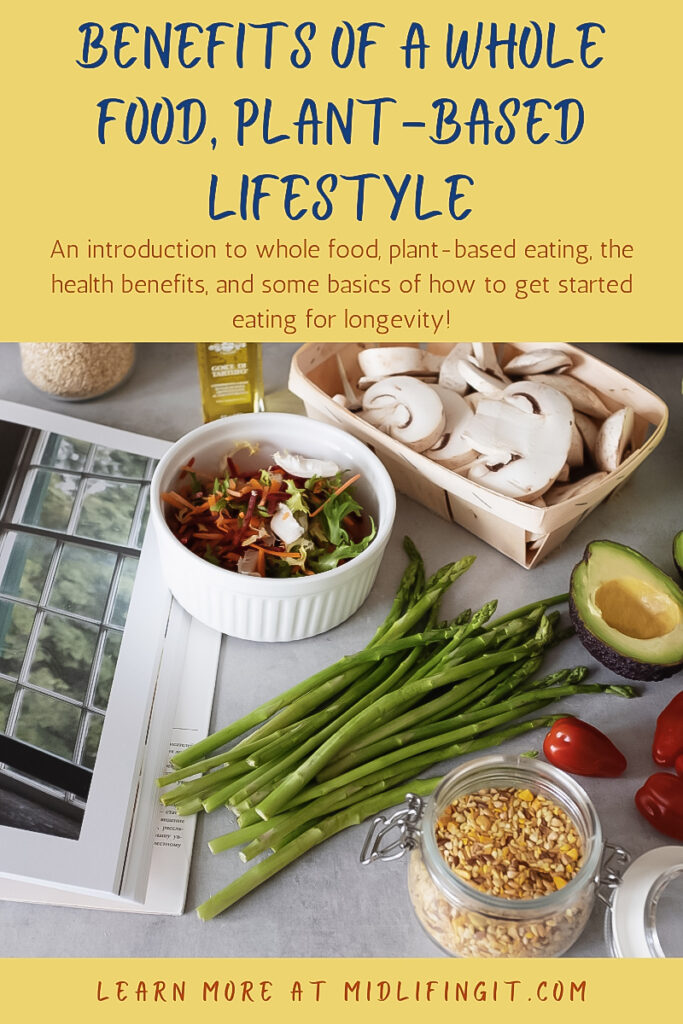 BENEFITS OF A WHOLE
FOOD, PLANT-BASED
LIFESTYLE
An introduction to whole food, plant-based eating, the
health benefits, and some basics of how to get started
eating for longevity!
LEARN MORE AT MIDLIFINGIT.COM